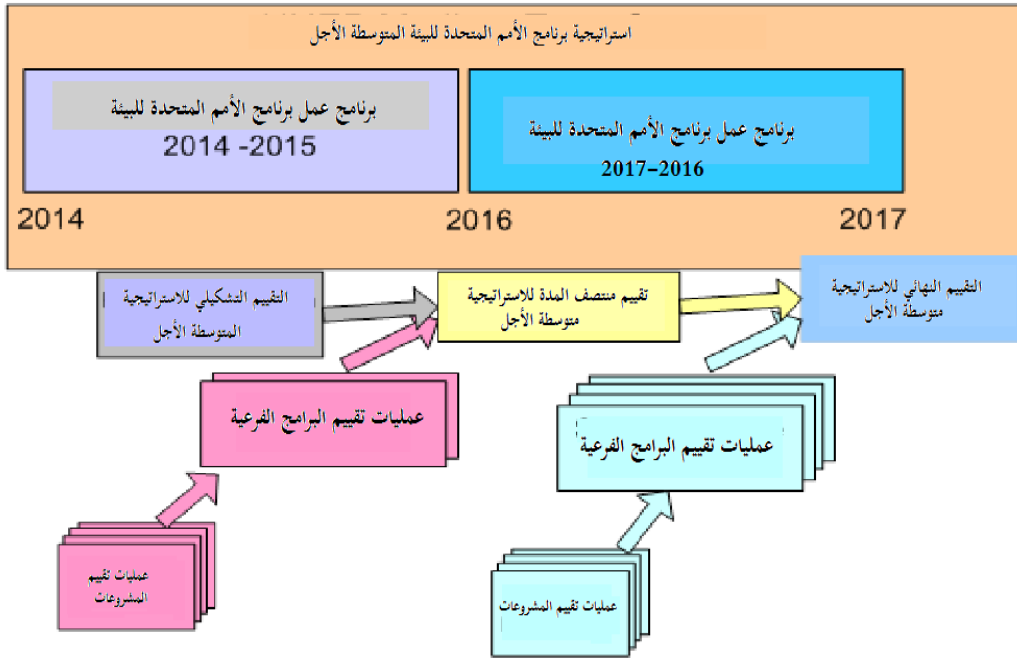 استراتيجية برنامج الأمم المتحدة للبيئة المتوسطة الأجل
برنامج عمل برنامج الأمم المتحدة للبيئة
2014 -2015
برنامج عمل برنامج الأمم المتحدة للبيئة
2016–2017
2014
2016
2017
التقييم التشكيلي للاستراتيجية
المتوسطة الأجل
تقييم منتصف المدة للاستراتيجية
متوسطة الأجل
التقييم النهائي للاستراتيجية
متوسطة الأجل
عمليات تقييم البرامج الفرعية
عمليات تقييم البرامج الفرعية
عمليات تقييم
المشروعات
عمليات تقييم المشروعات